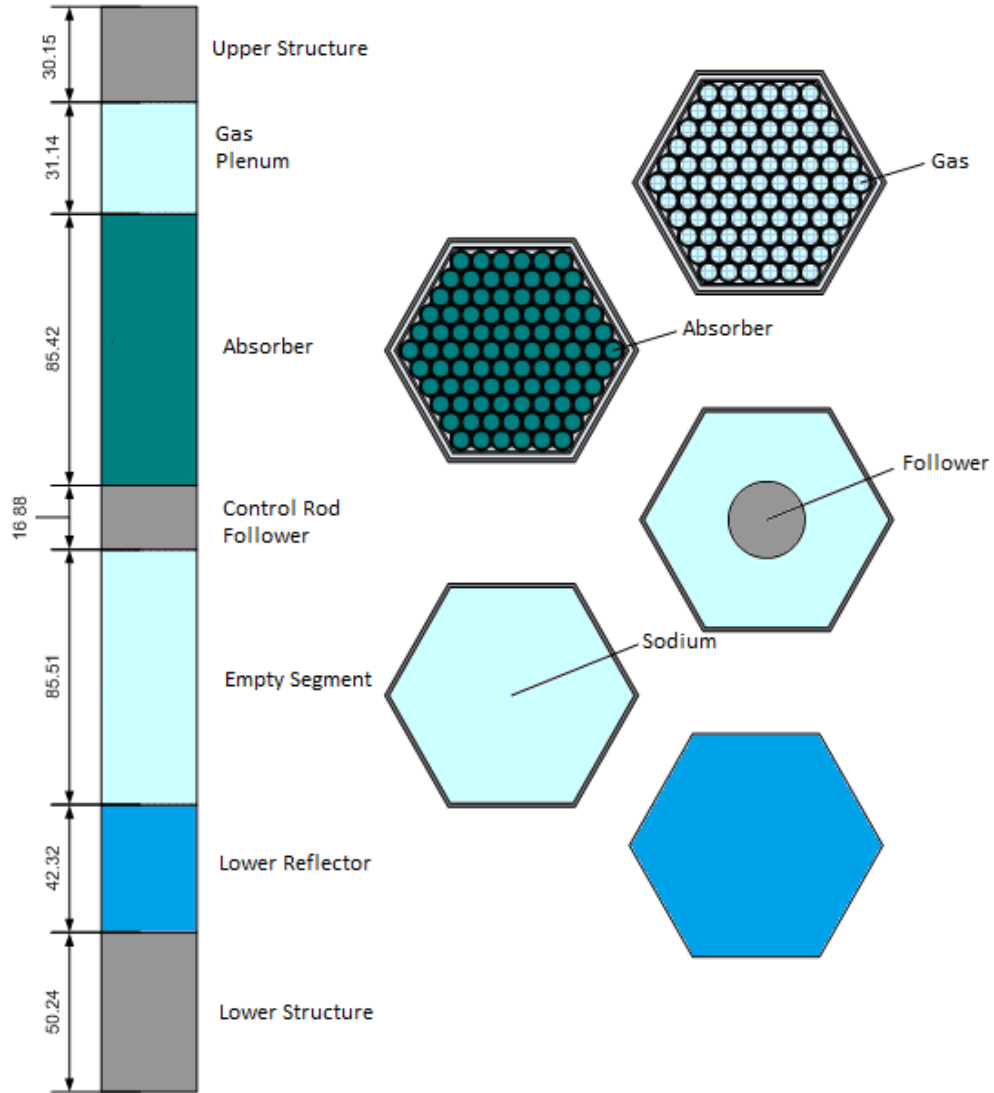 30.15
Upper Structure
31.14
Gas
Plenum
Gas
85.42
Absorber
Absorber
16.88
Control Rod
Follower
Follower
85.51
Empty Segment
Sodium
42.32
Lower Reflector
50.24
Lower Structure